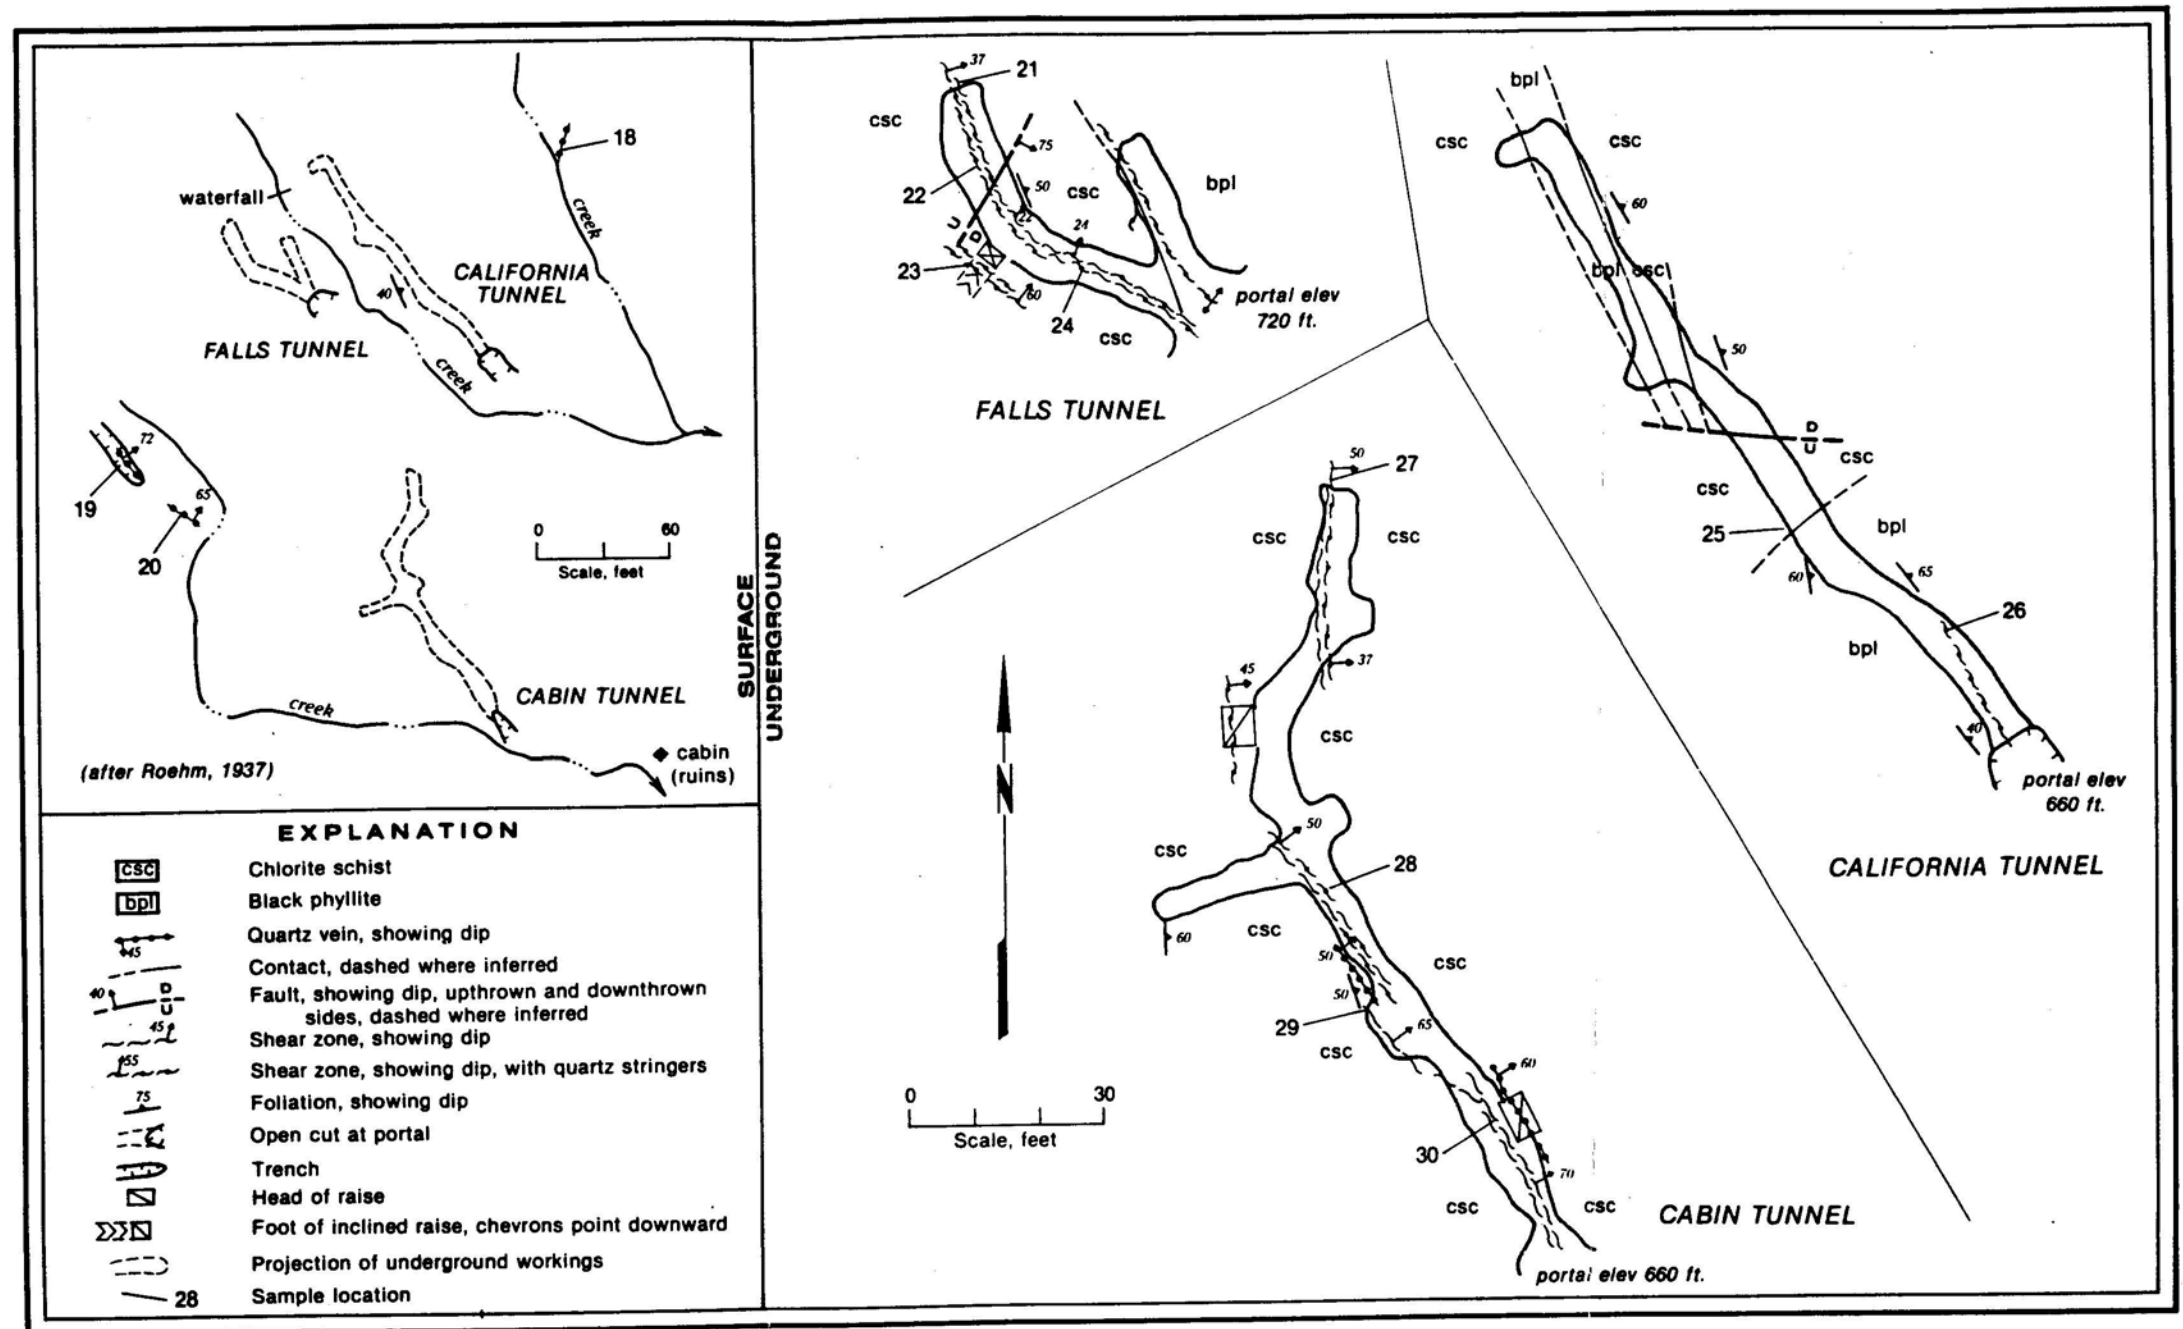 18
waterfall
creek
CALIFORNIA
TUNNEL
40
FALLS TUNNEL
creek
72
19
65
20
0 60
Scale, feet
CABIN TUNNEL
creek
cabin
(ruins)
(after Roehm, 1937)
SURFACE
UNDERGROUND
EXPLANATION
csc Chlorite schist
bpl Black phyllite
45 Quartz vein, showing dip
Contact, dashed where inferred
40 D U Fault, showing dip, upthrown and downthrown
sides, dashed where inferred
45 Shear zone, showing dip
55 Shear zone, showing dip, with quartz stringers
75 Foliation, showing dip
Open cut at portal
Trench
Head of raise
Foot of inclined raise, chevrons point downward
Projection of underground workings
28 Sample location
37
21
csc
75
22
50
csc
bpl
22
24
U
D
23
60
24
portal elev
720 ft.
csc
FALLS TUNNEL
bpl
csc
csc
60
bpl csc
50
D
U
csc
csc
25
bpl
60
65
26
bpl
40
portal elev
660 ft.
CALIFORNIA TUNNEL
50
27
csc
csc
45
37
csc
N
50
csc
28
60
csc
50
csc
50
29
65
csc
60
0 30
Scale, feet
30
70
csc
csc
CABIN TUNNEL
portal elev 660 ft.